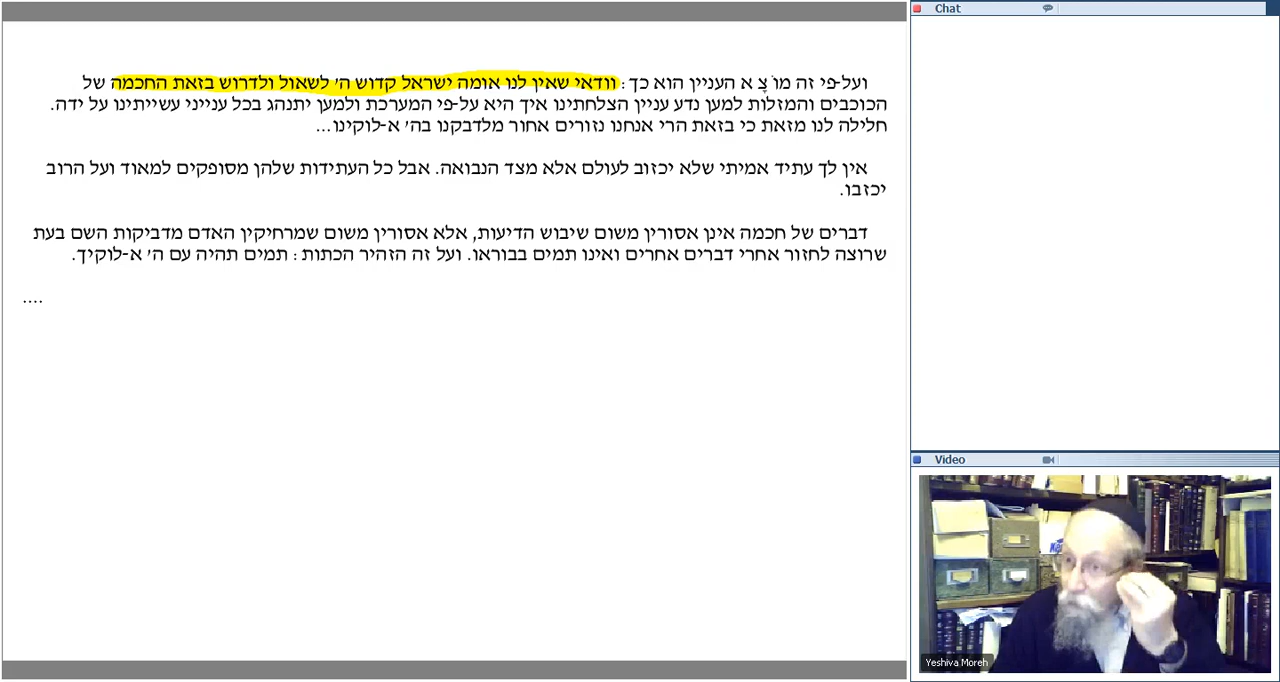 ועל-פי זה מוֹצָא העניין הוא כך : וודאי שאין לנו אומה ישראל קדוש ה' לשאול ולדרוש בזאת החכמה של
הכוכבים והמזלות למען נדע עניין הצלחתינו איך היא על-פי המערכת ולמען יתנהג בכל ענייני עשייתינו על ידה.
חלילה לנו מזאת כי בזאת הרי אנחנו נזורים אחור מלדבקנו בה' א-לוקינו...
אין לך עתיד אמיתי שלא יכזוב לעולם אלא מצד הנבואה. אבל כל העתידות שלהן מסופקים למאוד ועל הרוב
יכזבו.
דברים של חכמה אינן אסורין משום שיבוש הדיעות, אלא אסורין משום שמרחיקין האדם מדביקות השם בעת
שרוצה לחזור אחרי דברים אחרים ואינו תמים בבוראו. ועל זה הזהיר הכתות : תמים תהיה עם ה' א-לוקיך.
....
Chat
Video
Yeshiva Moreh